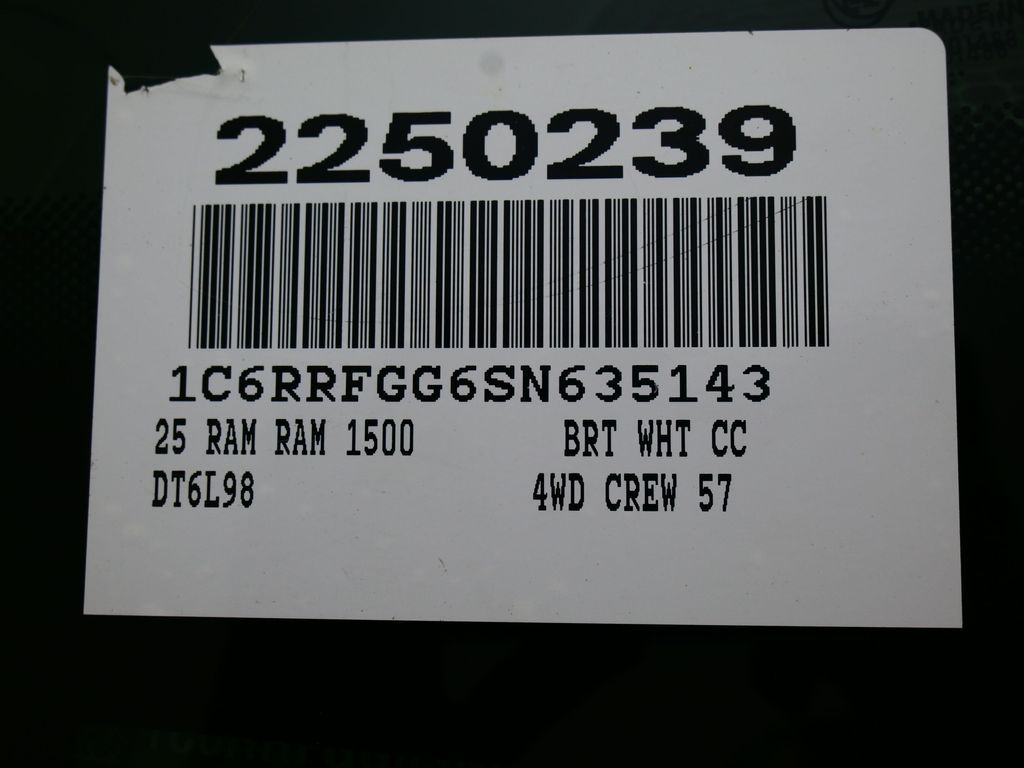 2250239
1C6RRFGG6SN635143
25 RAM RAM 1500 BRT WHT CC
DT6L98 4WD CREW 57